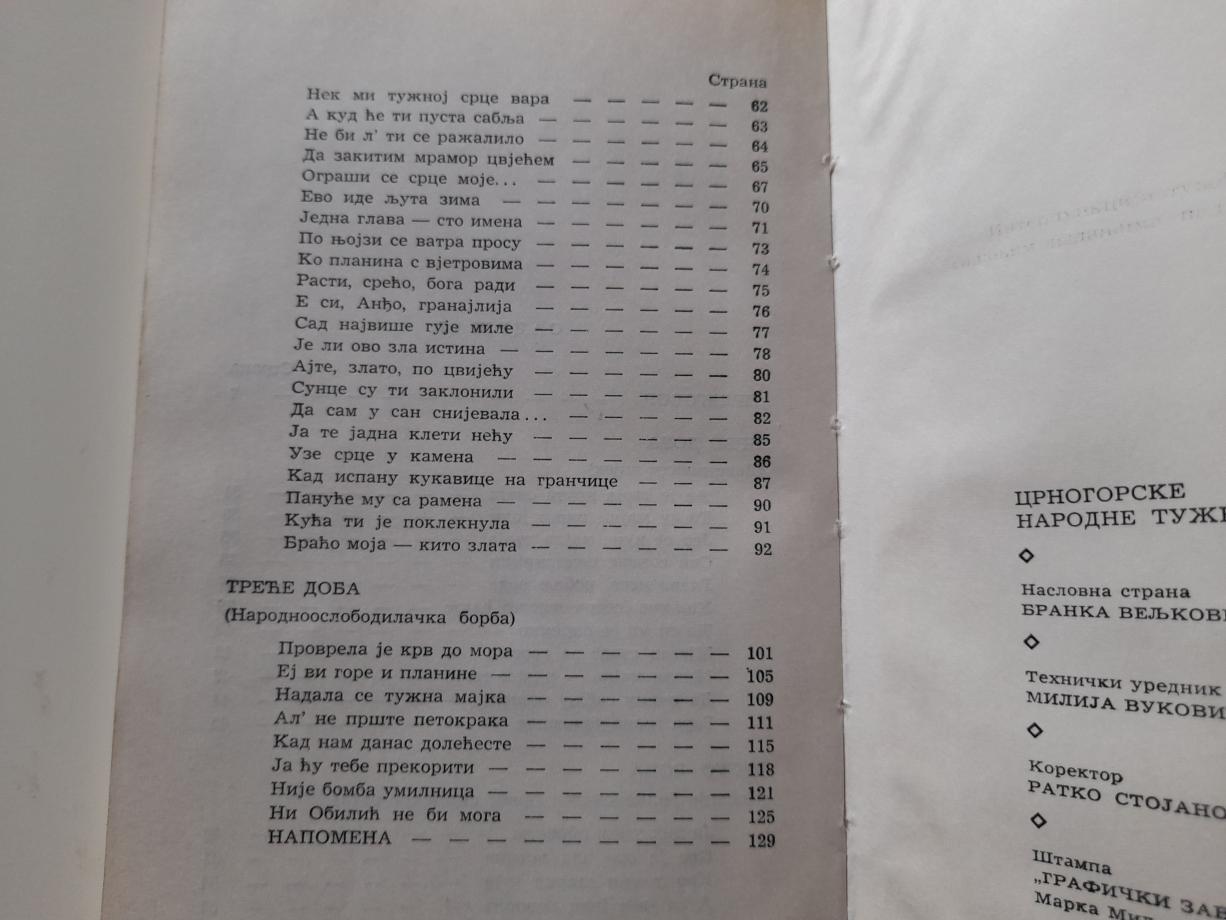 Страна
Нек ми тужној срце вара — — — — — 62
А куд ће ти пуста сабља — — — — — — 63
Не би л' ти се ражалило — — — — — — 64
Да закитим мрамор цвјећем — — — — — 65
Ограши се срце моје... — — — — — — 67
Ево иде љута зима — — — — — — 70
Једна глава — сто имена — — — — — — 71
По њојзи се ватра просу — — — — — — 73
Ко планина с вјетровима — — — — — — 74
Расти, срећо, бога ради — — — — — — 75
Е си, Анђо, гранајлија — — — — — — 76
Сад највише гује миле — — — — — — 77
Је ли ово зла истина — — — — — — — 78
Ајте, злато, по цвијећу — — — — — — 80
Сунце су ти заклонили — — — — — — 81
Да сам у сан снијевала... — — — — — 82
Ја те јадна клети нећу — — — — — — 85
Узе срце у камена — — — — — — — 86
Кад испану кукавице на гранчице — — — 87
Пануће му са рамена — — — — — — — 90
Кућа ти је поклекнула — — — — — — 91
Браћо моја — кито злата — — — — — — 92
ТРЕЋЕ ДОБА
(Народноослободилачка борба)
Проврела је крв до мора — — — — — — 101
Еј ви горе и планине — — — — — — — 105
Надала се тужна мајка — — — — — — 109
Ал' не прште петокрака — — — — — — 111
Кад нам данас долећесте — — — — — — 115
Ја ћу тебе прекорити — — — — — — — 118
Није бомба умилница — — — — — — — 121
Ни Обилић не би мога — — — — — — 125
НАПОМЕНА — — — — — — — — — 129
ЦРНОГОРСКЕ
НАРОДНЕ
◇
Насловна страна
БРАНКА
◇
Технички уредник
МИЛИЈА
◇
Коректор
РАТКО
◇
Штампа
„ГРАФИЧКИ
Марка